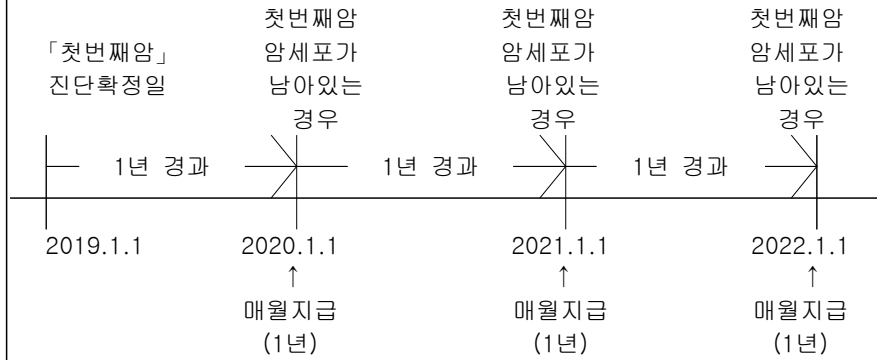 첫번째암 첫번째암 첫번째암
「첫번째암」 암세포가 암세포가 암세포가
진단확정일 남아있는 남아있는 남아있는
경우 경우 경우
1년 경과 1년 경과 1년 경과
2019.1.1 2020.1.1 2021.1.1 2022.1.1
↑ ↑ ↑
매월지급 매월지급 매월지급
(1년) (1년) (1년)